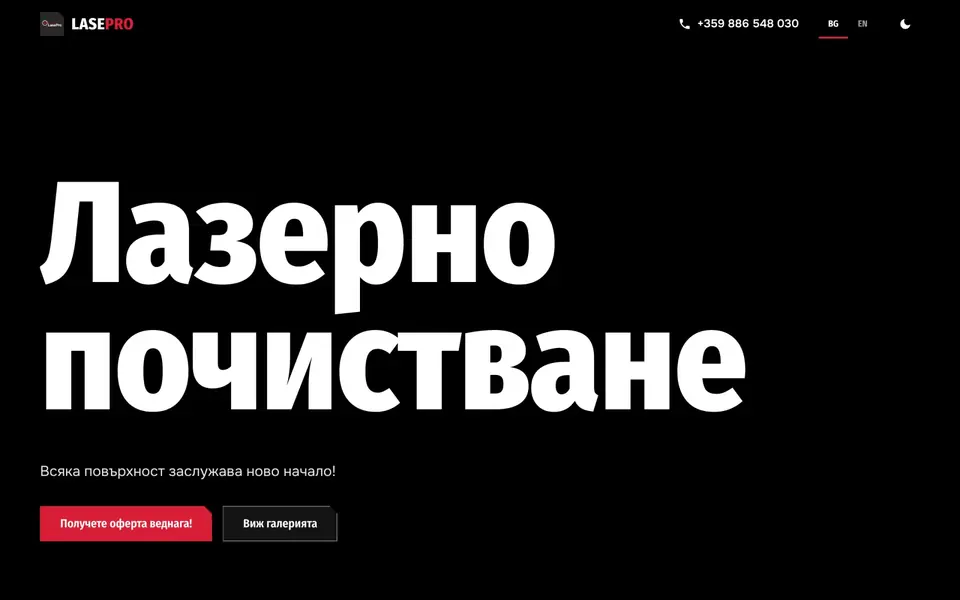 LASEPRO
+359 886 548 030
BG
EN
Лазерно
почистване
Всяка повърхност заслужава ново начало!
Получете оферта веднага!
Виж галерията